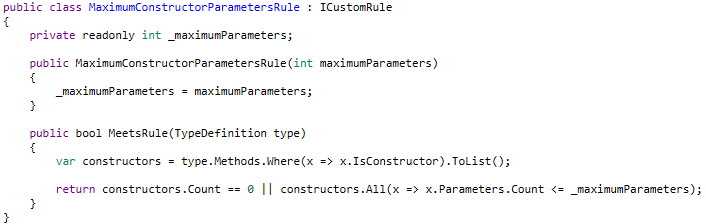 public class MaximumConstructorParametersRule : ICustomRule
{
    private readonly int _maximumParameters;

    public MaximumConstructorParametersRule(int maximumParameters)
    {
        _maximumParameters = maximumParameters;
    }

    public bool MeetsRule(TypeDefinition type)
    {
        var constructors = type.Methods.Where(x => x.IsConstructor).ToList();

        return constructors.Count == 0 || constructors.All(x => x.Parameters.Count <= _maximumParameters);
    }
}